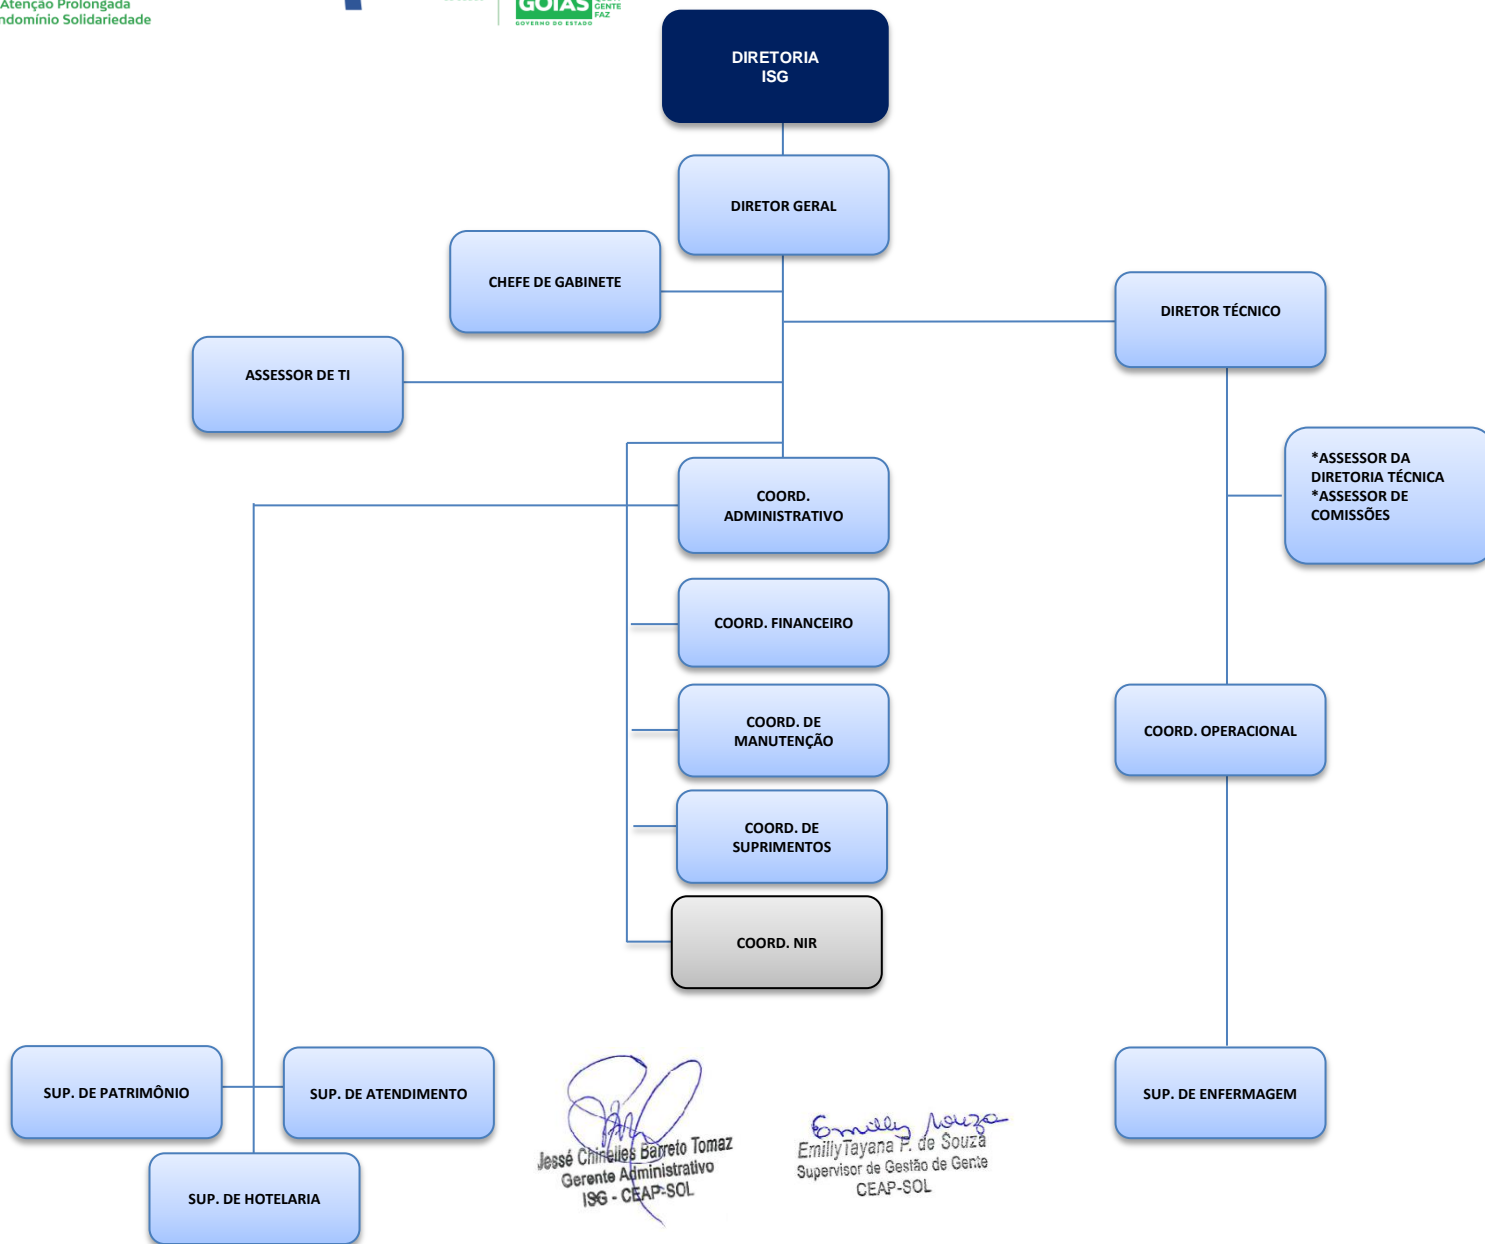 Atenção Prolongada
ndomínio Solidariedade
GOIÁS
GOVERNO DO ESTADO
GENTE
FAZ
DIRETORIA
ISG
DIRETOR GERAL
CHEFE DE GABINETE
DIRETOR TÉCNICO
ASSESSOR DE TI
*ASSESSOR DA
DIRETORIA TÉCNICA
*ASSESSOR DE
COMISSÕES
COORD.
ADMINISTRATIVO
COORD. FINANCEIRO
COORD. DE
MANUTENÇÃO
COORD. OPERACIONAL
COORD. DE
SUPRIMENTOS
COORD. NIR
SUP. DE PATRIMÔNIO
SUP. DE ATENDIMENTO
SUP. DE ENFERMAGEM
SUP. DE HOTELARIA
Jessé Barreto Tomaz
Gerente Administrativo
ISG - CEAP-SOL
Emilly Souza
Emilly Tayana P. de Souza
Supervisor de Gestão de Gente
CEAP-SOL